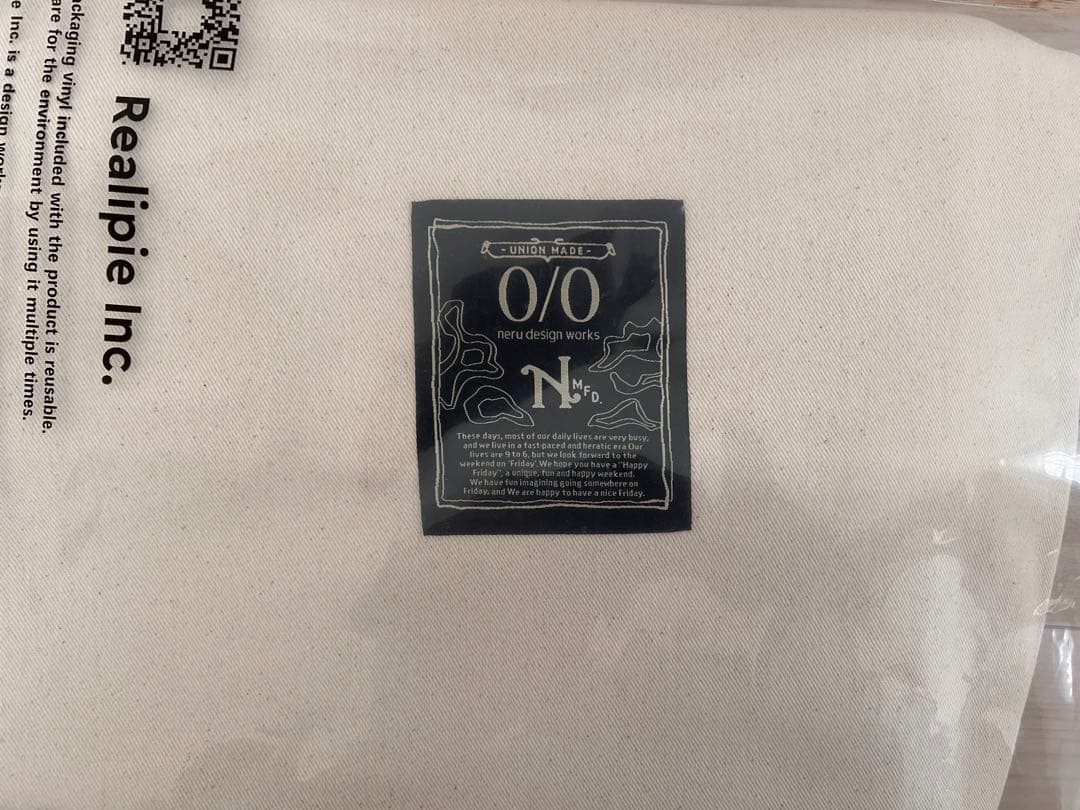 Realipie Inc.
ckaging vinyl included with the product is reusable.
are for the environment by using it multiple times.
e Inc. is a design
- UNION MADE -
O/O
neru design works
N MFD.
These days, most of our daily lives are very busy,
and we live in a fast-paced and heratic era Our
lives are 9 to 6, but we look forward to the
weekend on 'Friday'. We hope you have a "Happy
Friday", a unique, fun and happy weekend.
We have fun imagining going somewhere on
Friday, and We are happy to have a nice Friday.